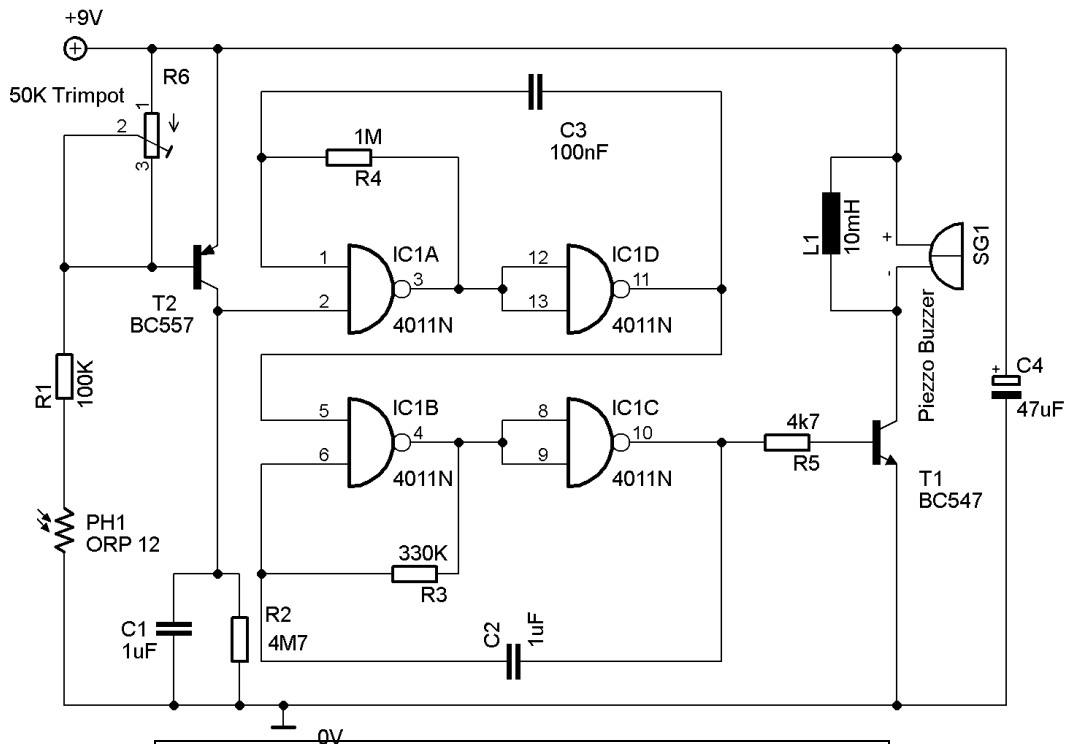 +9V
R6
50K Trimpot
1
2
3
C3
100nF
1M
R4
IC1A
1
2
3
4011N
IC1D
12
13
11
4011N
T2
BC557
L1
10mH
+
-
SG1
Piezzo Buzzer
R1
100K
IC1B
5
6
4
4011N
IC1C
8
9
10
4011N
4k7
R5
T1
BC547
+
C4
47uF
PH1
ORP 12
330K
R3
C1
1uF
R2
4M7
C2
1uF
0V